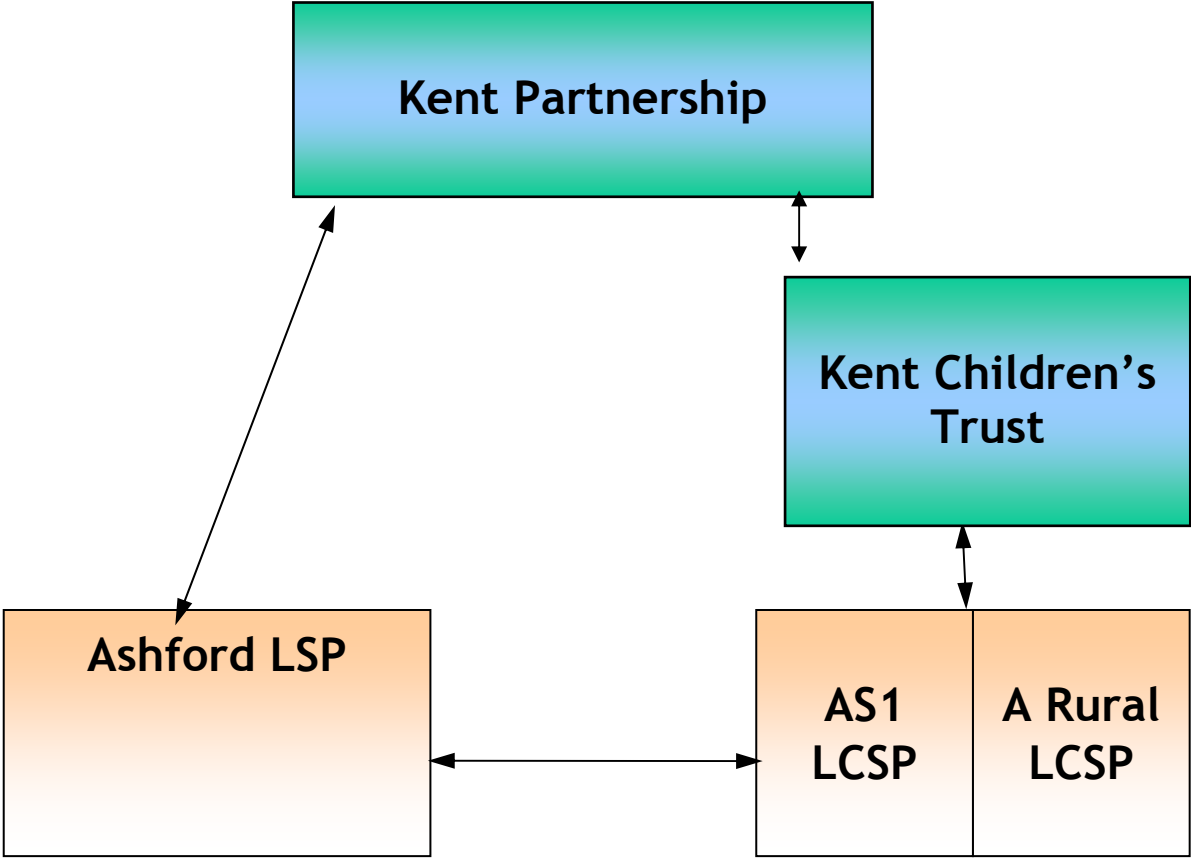 Kent Partnership
Kent Children’s
Trust
Ashford LSP
AS1
LCSP
A Rural
LCSP